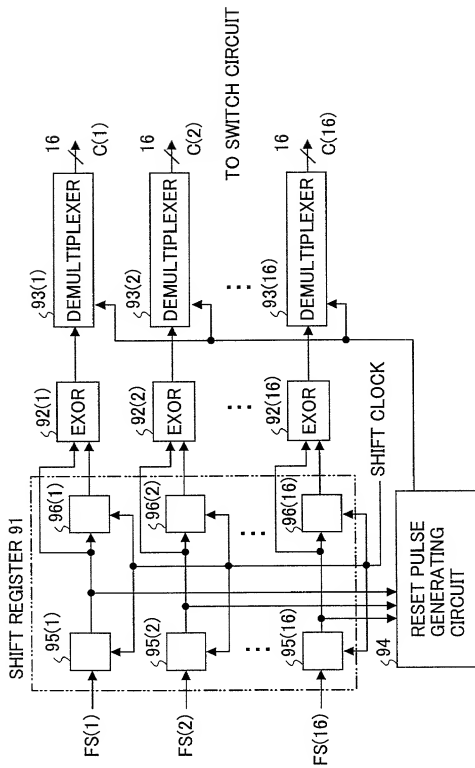 SHIFT REGISTER 91
FS(1)
95(1)
96(1)
92(1)
EXOR
93(1)
DEMULTIPLEXER
16
C(1)
FS(2)
95(2)
96(2)
92(2)
EXOR
93(2)
DEMULTIPLEXER
16
C(2)
TO SWITCH CIRCUIT
FS(16)
95(16)
96(16)
92(16)
EXOR
93(16)
DEMULTIPLEXER
16
C(16)
SHIFT CLOCK
94
RESET PULSE
GENERATING
CIRCUIT